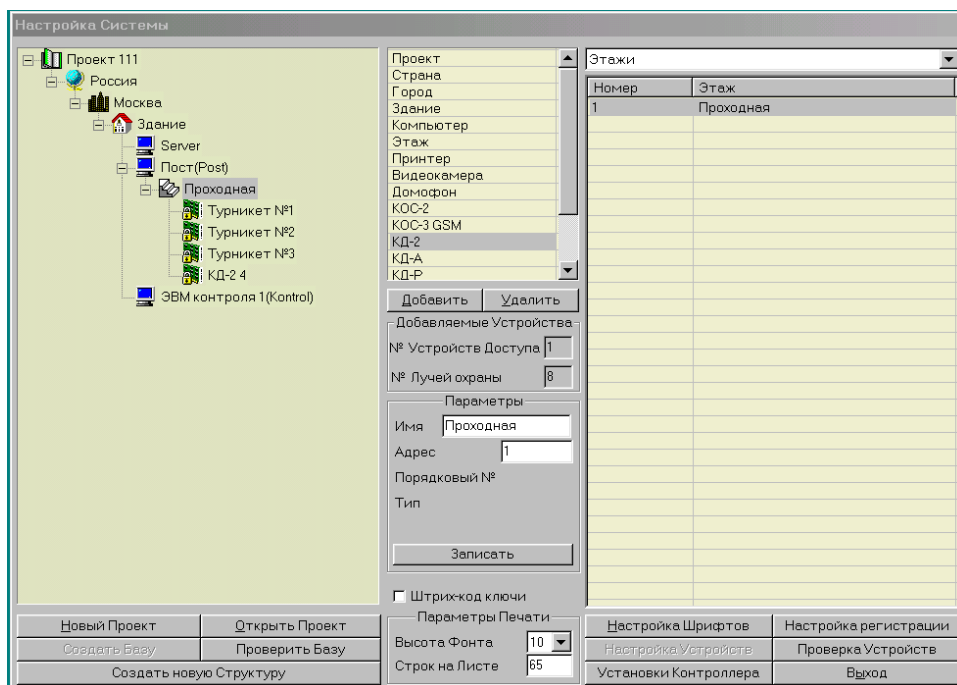 Настройка Системы
Проект 111
Россия
Москва
Здание
Server
Пост(Post)
Проходная
Турникет №1
Турникет №2
Турникет №3
КД-2 4
ЭВМ контроля 1(Kontrol)
Проект
Страна
Город
Здание
Компьютер
Этаж
Принтер
Видеокамера
Домофон
КОС-2
КОС-3 GSM
КД-2
КД-А
КД-Р
Добавить Удалить
Добавляемые Устройства
№ Устройств Доступа 1
№ Лучей охраны 8
Параметры
Имя Проходная
Адрес 1
Порядковый №
Тип
Записать
Штрих-код ключи
Параметры Печати
Высота Фонта 10
Строк на Листе 65
Этажи
Номер Этаж
1 Проходная
Новый Проект Открыть Проект
Создать Базу Проверить Базу
Создать новую Структуру
Настройка Шрифтов Настройка регистрации
Настройка Устройств Проверка Устройств
Установки Контроллера Выход